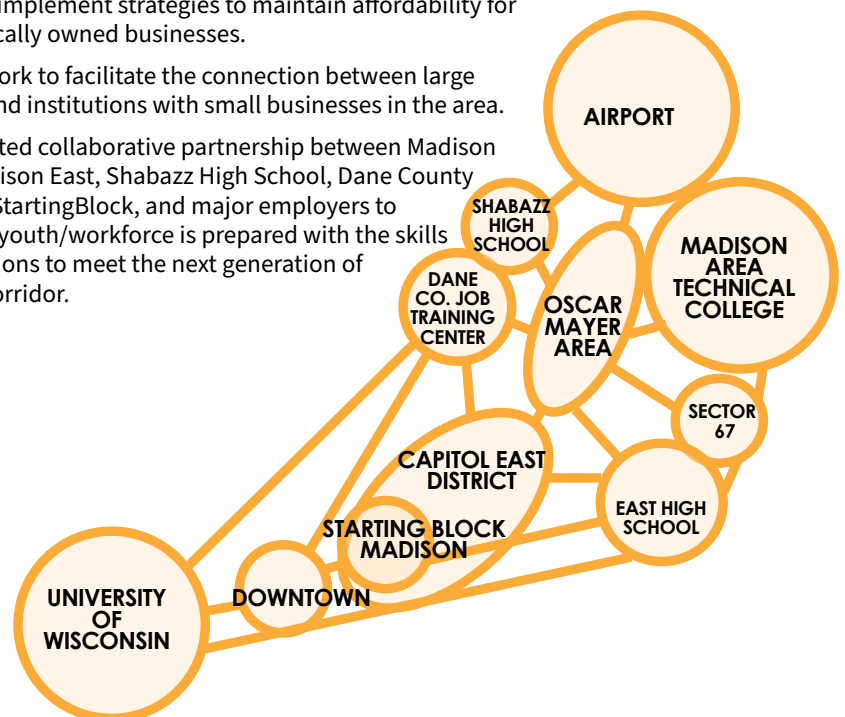 implement strategies to maintain affordability for
cally owned businesses.
ork to facilitate the connection between large
nd institutions with small businesses in the area.
ted collaborative partnership between Madison
ison East, Shabazz High School, Dane County
StartingBlock, and major employers to
youth/workforce is prepared with the skills
ions to meet the next generation of
orridor.
AIRPORT
SHABAZZ
HIGH
SCHOOL
MADISON
AREA
TECHNICAL
COLLEGE
DANE
CO. JOB
TRAINING
CENTER
OSCAR
MAYER
AREA
SECTOR
67
CAPITOL EAST
DISTRICT
EAST HIGH
SCHOOL
STARTING BLOCK
MADISON
DOWNTOWN
UNIVERSITY
OF
WISCONSIN